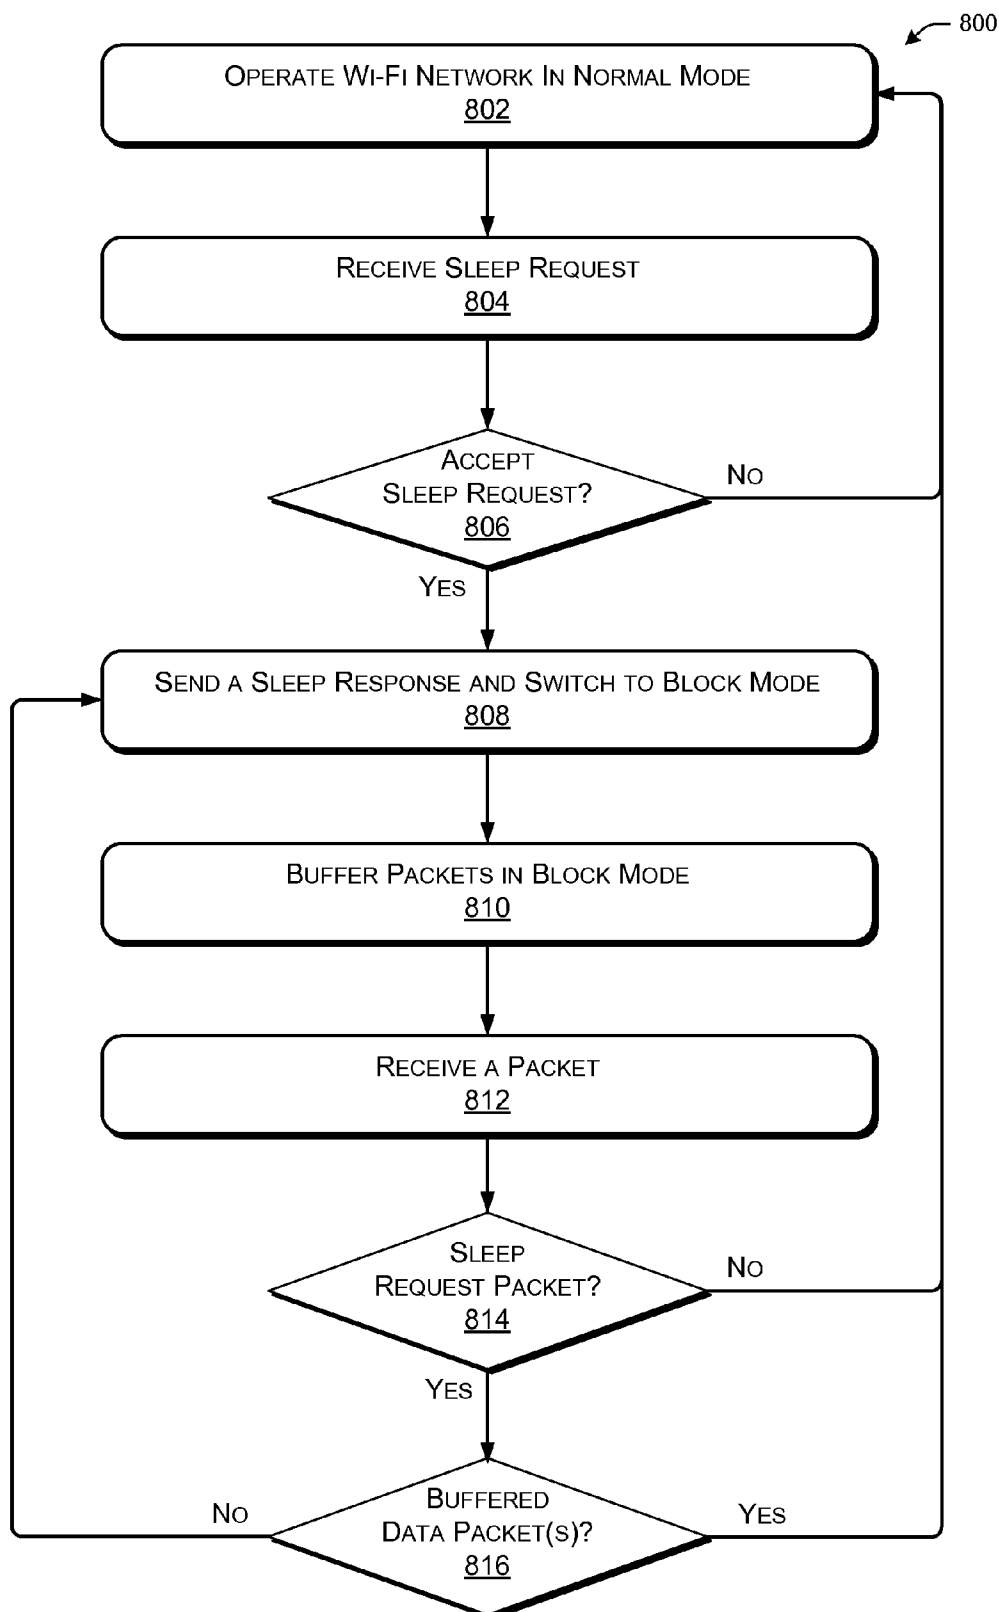 800
Operate Wi-Fi Network In Normal Mode
802
Receive Sleep Request
804
Accept
Sleep Request?
806
No
Yes
Send a Sleep Response and Switch to Block Mode
808
Buffer Packets in Block Mode
810
Receive a Packet
812
Sleep
Request Packet?
814
No
Yes
Buffered
Data Packet(s)?
816
No
Yes